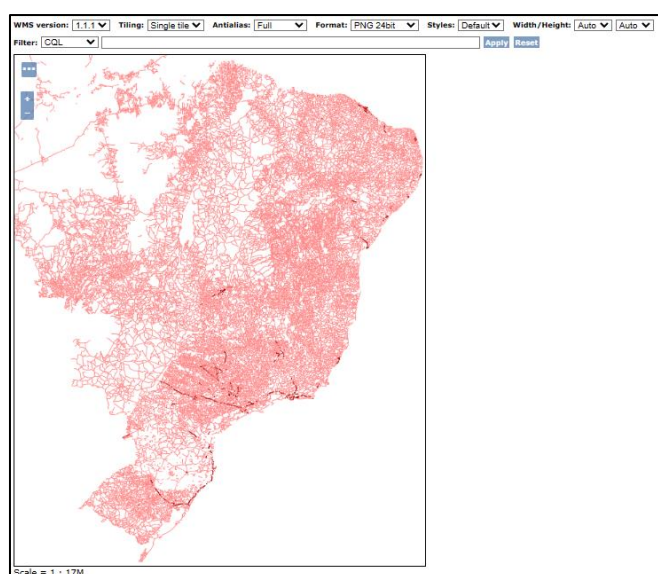 WMS version: 1.1.1 Tiling: Single tile Antialias: Full Format: PNG 24bit Styles: Default Width/Height: Auto Auto
Filter: CQL Apply Reset
•••
+
−
Scale = 1 : 17M